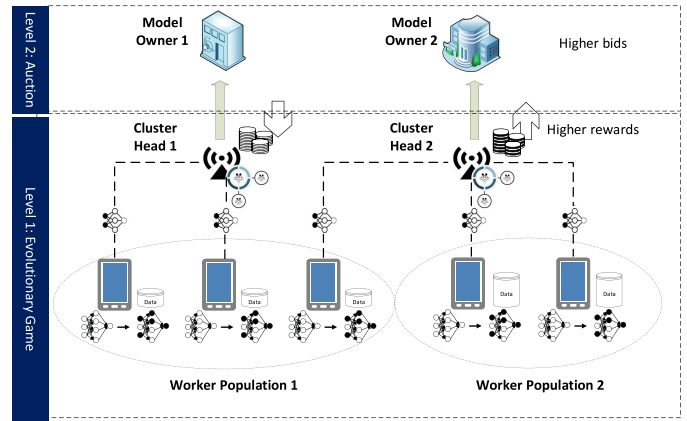 Level 2: Auction
Model
Owner 1
Model
Owner 2
Higher bids
Level 1: Evolutionary Game
Cluster
Head 1
Cluster
Head 2
Higher rewards
Data
Data
Data
Data
Data
Worker Population 1
Worker Population 2